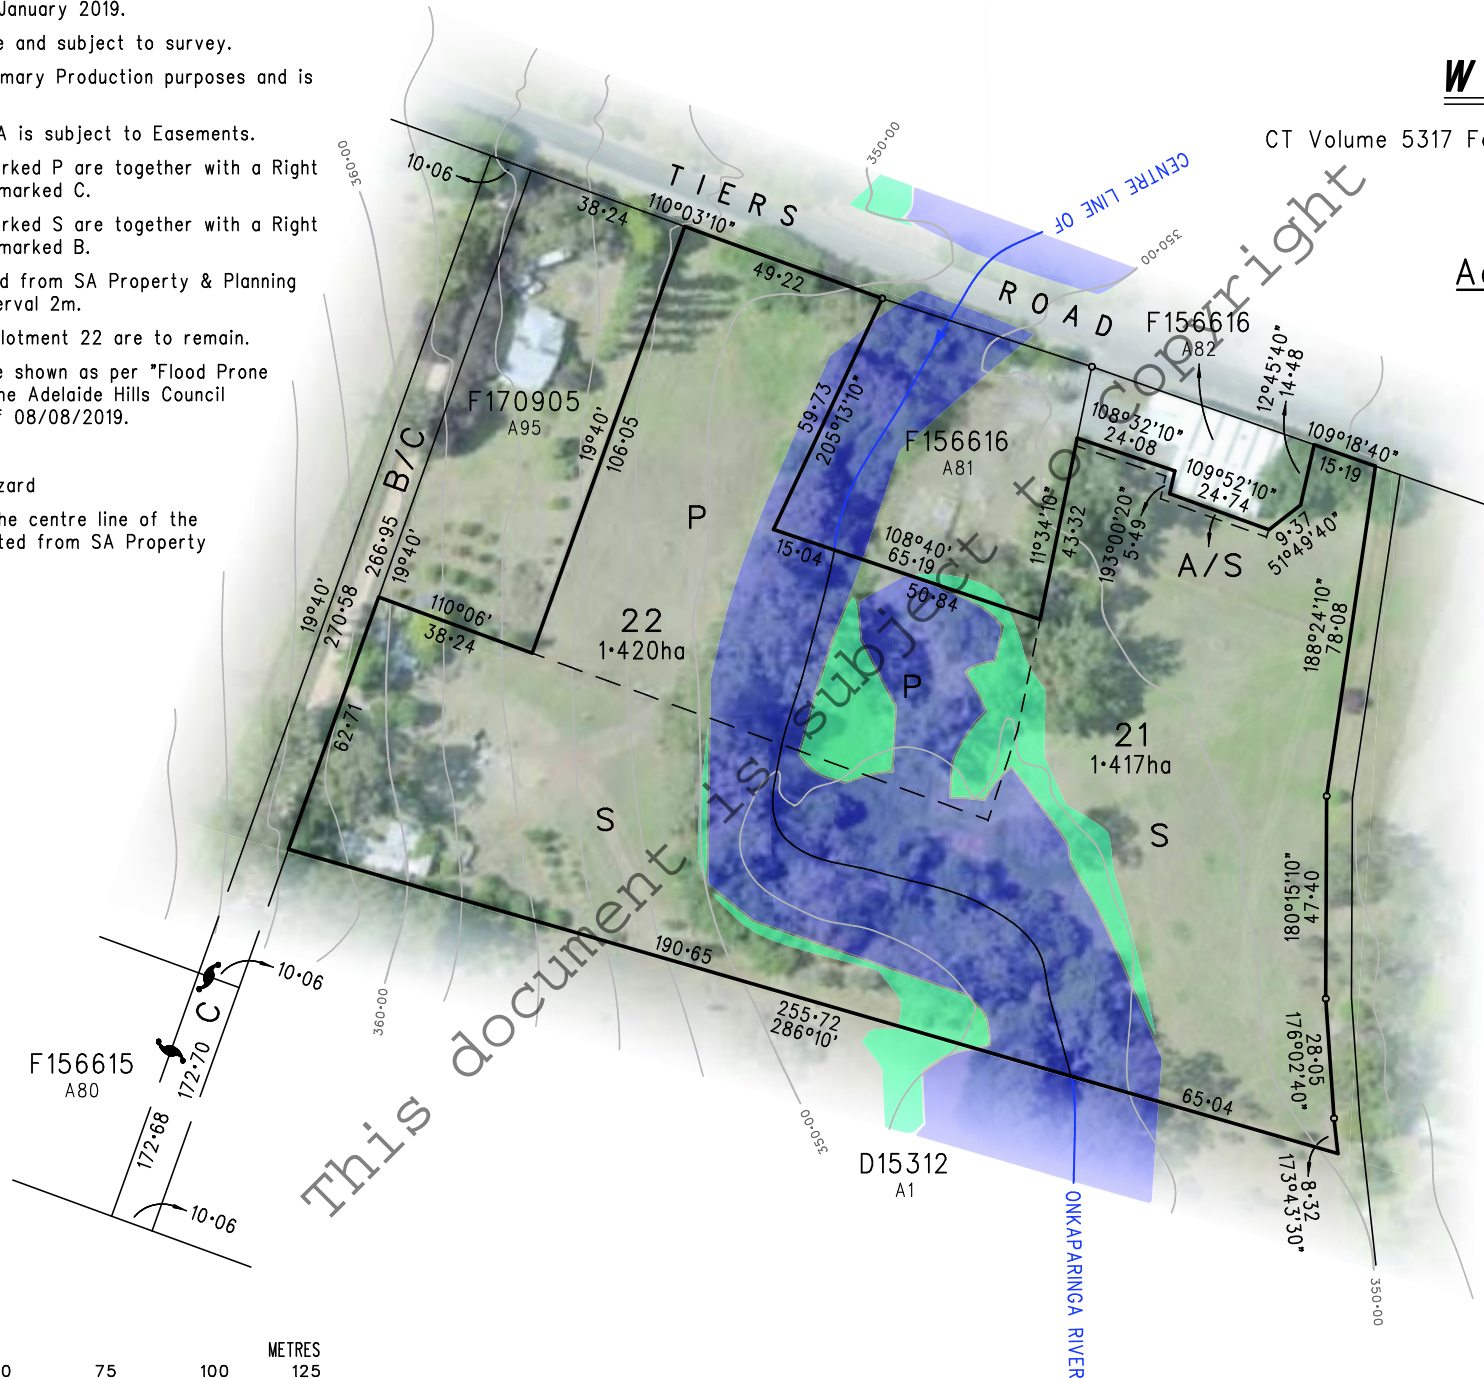 January 2019.
e and subject to survey.
mary Production purposes and is
A is subject to Easements.
rked P are together with a Right
marked C.
rked S are together with a Right
marked B.
d from SA Property & Planning
erval 2m.
lotment 22 are to remain.
e shown as per "Flood Prone
he Adelaide Hills Council
f 08/08/2019.
zard
he centre line of the
ted from SA Property
W
CT Volume 5317 Fo
A
TIERS
ROAD
CENTRE LINE OF
ONKAPARINGA RIVER
360·00
350·00
350·00
10·06
38·24
110°03'10"
49·22
F170905
A95
19°40'
106·05
B/C
266·95
19°40'
19°40'
270·58
110°06'
38·24
62·71
59·73
205°13'10"
F156616
A81
F156616
A82
12°45'40"
14·48
108°32'10"
24·08
109°52'10"
24·74
109°18'40"
15·19
9·37
51°49'40"
193°00'20"
5·49
11°34'10"
43·32
A/S
15·04
108°40'
65·19
50·84
188°24'10"
78·08
P
22
1·420ha
P
21
1·417ha
S
S
180°15'10"
47·40
28·05
176°02'40"
8·32
173°43'30"
190·65
255·72
286°10'
65·04
10·06
C
F156615
A80
172·70
172·68
10·06
360·00
350·00
350·00
D15312
A1
This document is subject to copyright
METRES
0 75 100 125